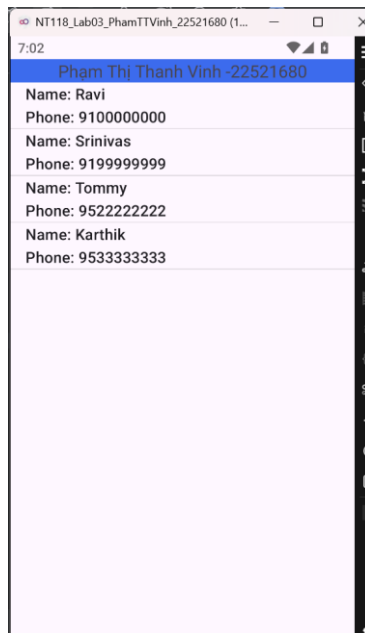 NT118_Lab03_PhamTTVinh_22521680 (1...
7:02
Phạm Thị Thanh Vinh -22521680
Name: Ravi
Phone: 9100000000
Name: Srinivas
Phone: 9199999999
Name: Tommy
Phone: 9522222222
Name: Karthik
Phone: 9533333333